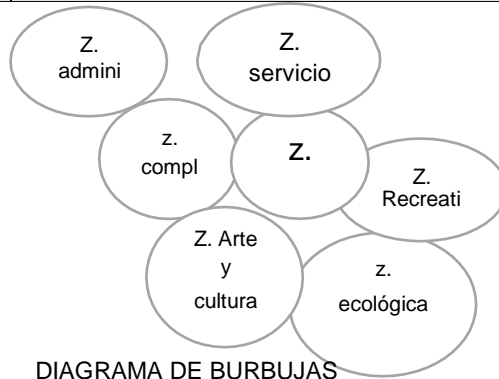 Z.
admini
Z.
servicio
z.
compl
z.
Z.
Recreati
Z. Arte
y
cultura
z.
ecológica
DIAGRAMA DE BURBUJAS